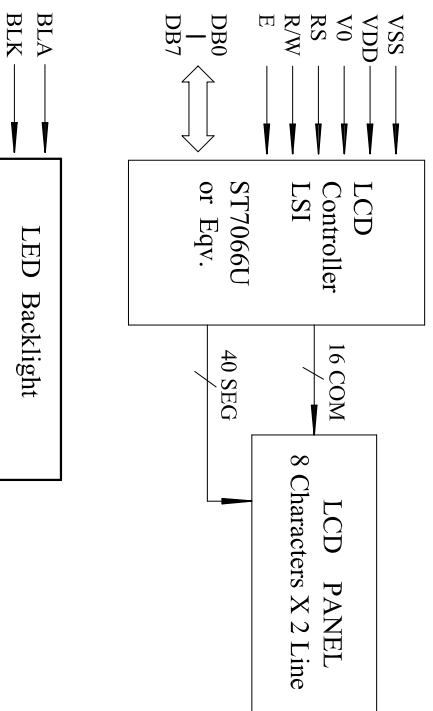 VSS
VDD
V0
RS
R/W
E
DB0
DB7
LCD
Controller
LSI
ST7066U
or Eqv.
16 COM
40 SEG
LCD PANEL
8 Characters X 2 Line
BLA
BLK
LED Backlight